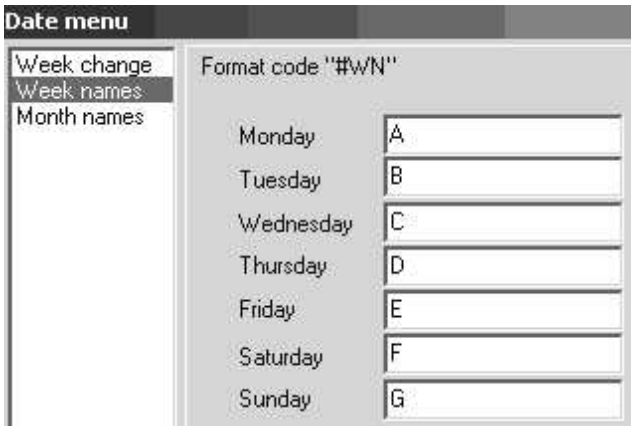 Date menu
Week change
Week names
Month names
Format code "#WN"
Monday A
Tuesday B
Wednesday C
Thursday D
Friday E
Saturday F
Sunday G